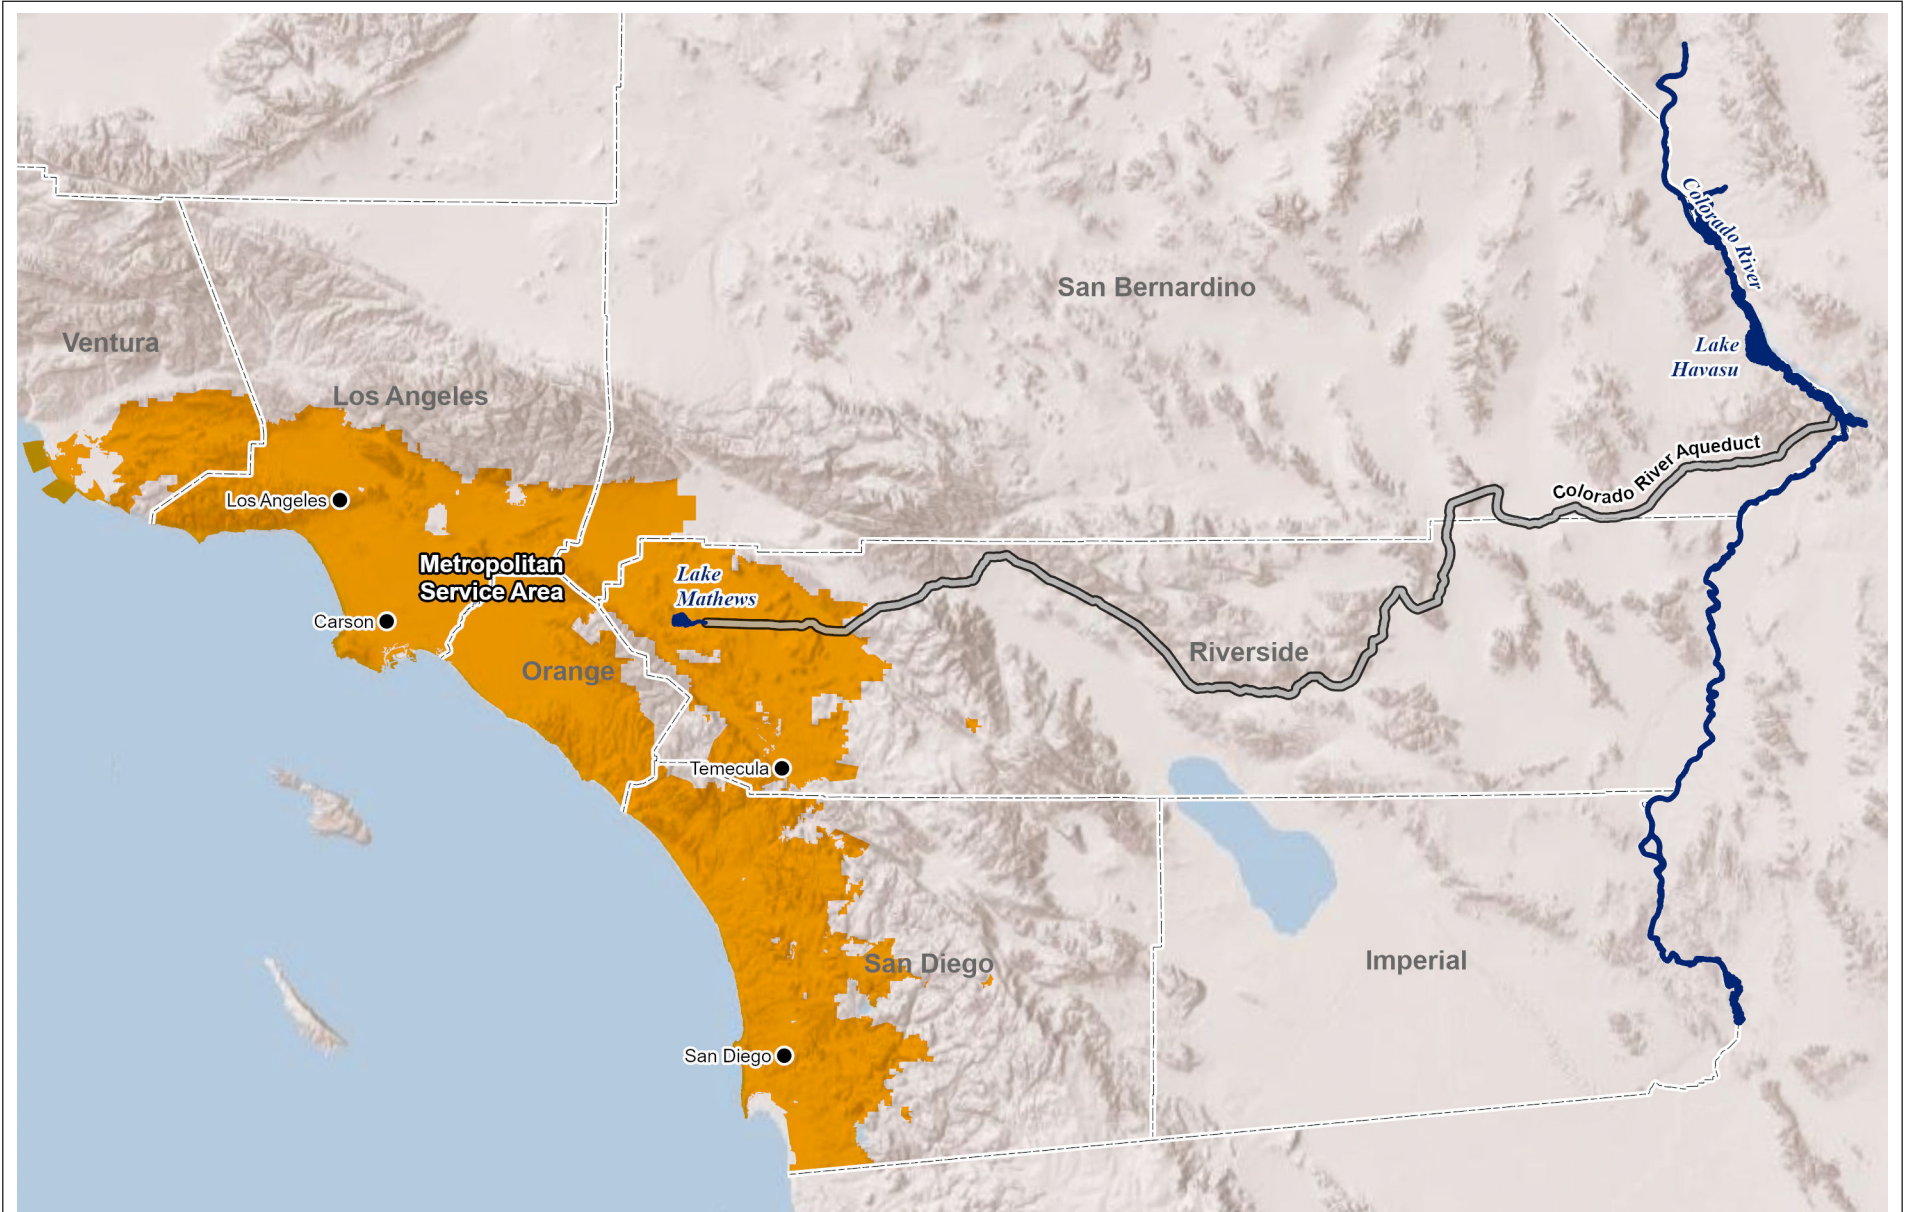 Colorado River
San Bernardino
Ventura
Lake
Havasu
Los Angeles
Colorado River Aqueduct
Los Angeles
Metropolitan
Service Area
Lake
Mathews
Carson
Riverside
Orange
Temecula
San Diego
Imperial
San Diego